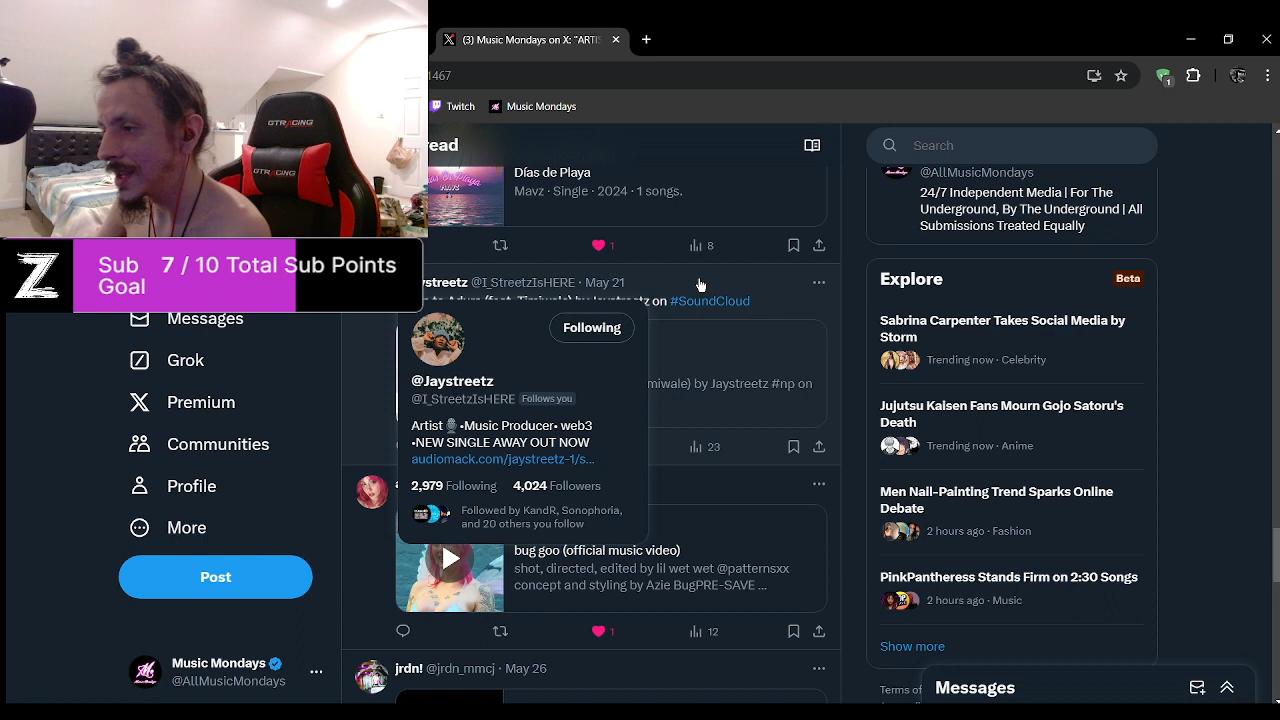 (3) Music Mondays on X: "ARTIS
1467
Twitch
Music Mondays
GTRACING
GTRACING
Z
Sub Goal
7 / 10 Total Sub Points
Messages
Grok
Premium
Communities
Profile
More
Post
Music Mondays
@AllMusicMondays
read
Días de Playa
Mavz · Single · 2024 · 1 songs.
1
8
ystreetz @I_StreetzIsHERE · May 21
by Jaystreetz on #SoundCloud
@Jaystreetz
@I_StreetzIsHERE Follows you
Following
Artist •Music Producer• web3
•NEW SINGLE AWAY OUT NOW
audiomack.com/jaystreetz-1/s...
2,979 Following 4,024 Followers
Followed by KandR, Sonophoria,
and 20 others you follow
miwale) by Jaystreetz #np on
23
bug goo (official music video)
shot, directed, edited by lil wet wet @patternsxx
concept and styling by Azie BugPRE-SAVE ...
1
12
jrdn! @jrdn_mmcj · May 26
Search
@AllMusicMondays
24/7 Independent Media | For The
Underground, By The Underground | All
Submissions Treated Equally
Explore
Beta
Sabrina Carpenter Takes Social Media by
Storm
Trending now · Celebrity
Jujutsu Kaisen Fans Mourn Gojo Satoru's
Death
Trending now · Anime
Men Nail-Painting Trend Sparks Online
Debate
2 hours ago · Fashion
PinkPantheress Stands Firm on 2:30 Songs
2 hours ago · Music
Show more
Terms of
Messages
1